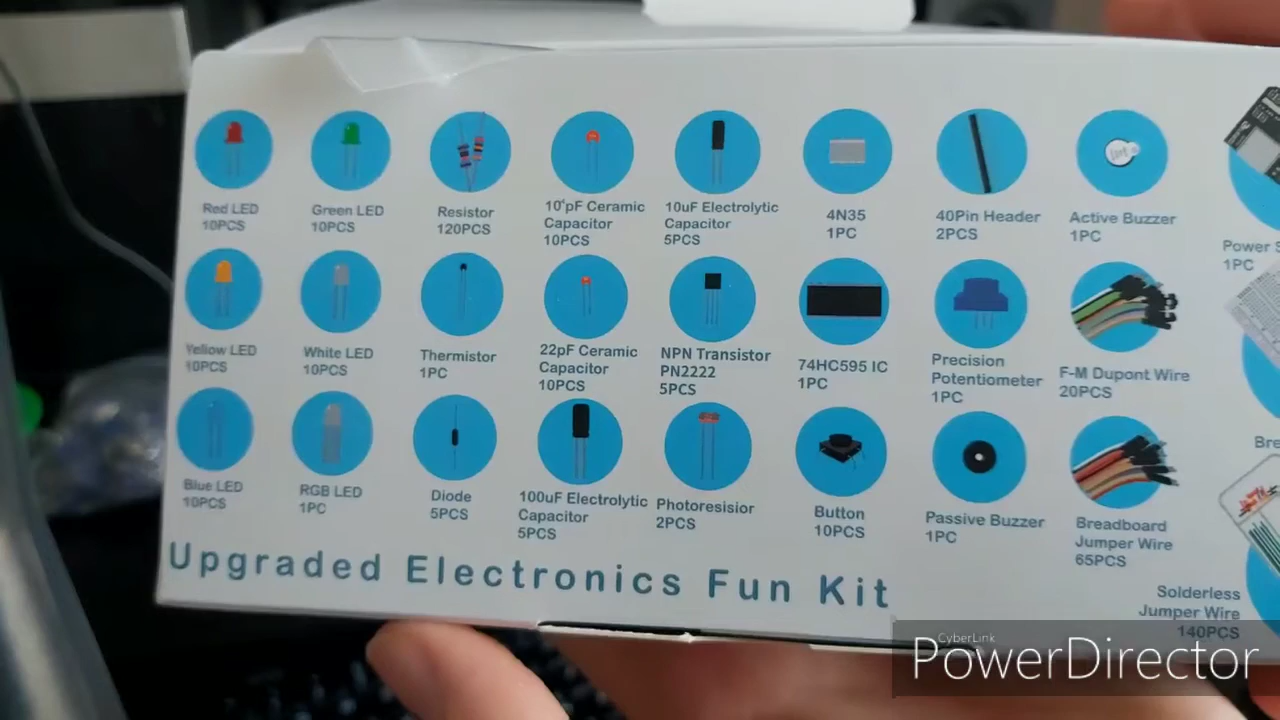 Red LED
10PCS
Green LED
10PCS
Resistor
120PCS
10⁴pF Ceramic
Capacitor
10PCS
10uF Electrolytic
Capacitor
5PCS
4N35
1PC
40Pin Header
2PCS
Active Buzzer
1PC
Power S
1PC
Yellow LED
10PCS
White LED
10PCS
Thermistor
1PC
22pF Ceramic
Capacitor
10PCS
NPN Transistor
PN2222
5PCS
74HC595 IC
1PC
Precision
Potentiometer
1PC
F-M Dupont Wire
20PCS
Bre
Blue LED
10PCS
RGB LED
1PC
Diode
5PCS
100uF Electrolytic
Capacitor
5PCS
Photoresisior
2PCS
Button
10PCS
Passive Buzzer
1PC
Breadboard
Jumper Wire
65PCS
Solderless
Jumper Wire
140PCS
Upgraded Electronics Fun Kit
CyberLink
PowerDirector